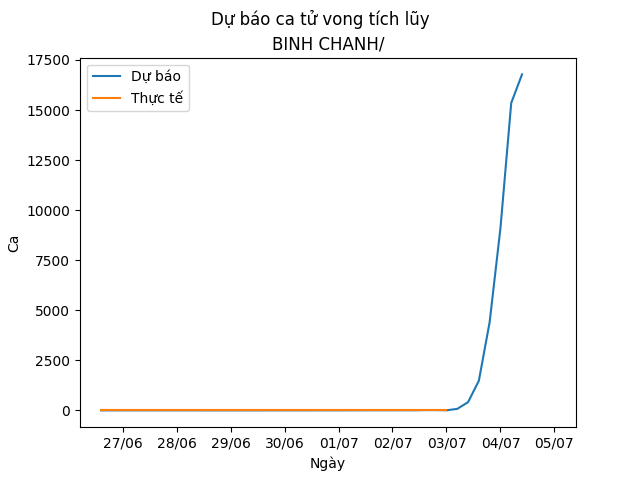 Dự báo ca tử vong tích lũy
BINH CHANH/
Dự báo
Thực tế
17500
15000
12500
10000
7500
5000
2500
0
Ca
27/06 28/06 29/06 30/06 01/07 02/07 03/07 04/07 05/07
Ngày